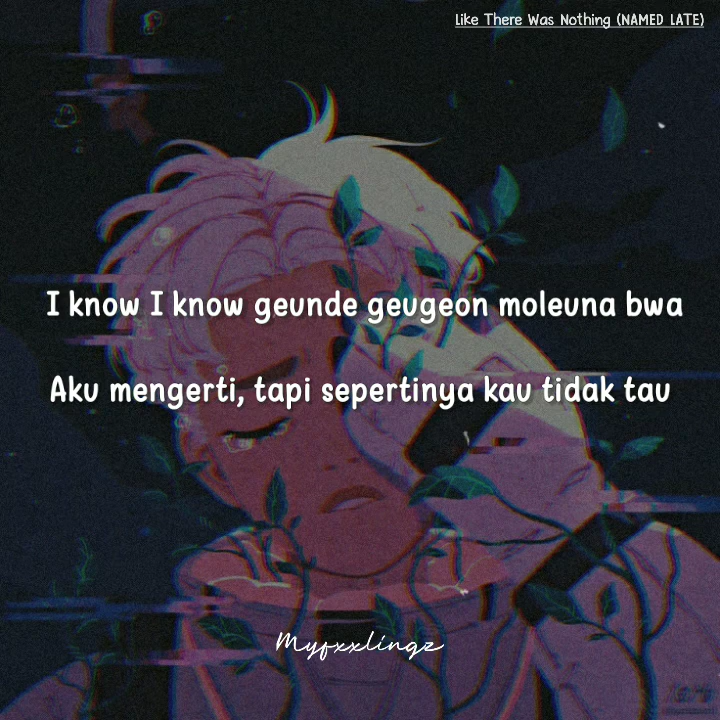 Like There Was Nothing (NAMED LATE)
I know I know geunde geugeon moleuna bwa
Aku mengerti, tapi sepertinya kau tidak tau
Myfxxlingz